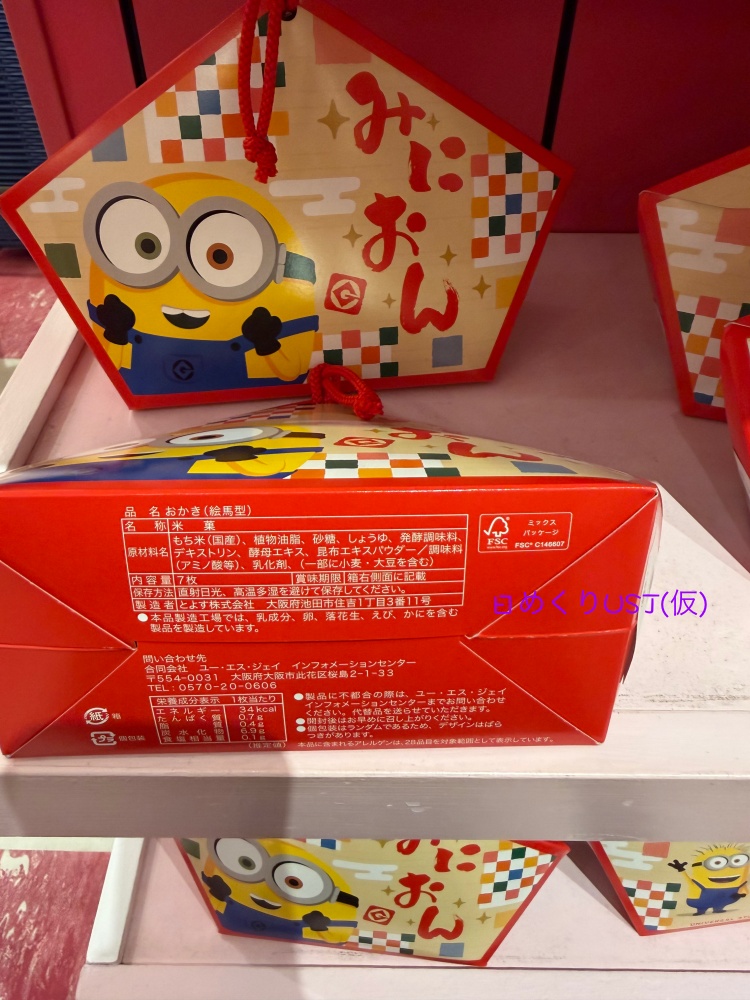 みに
おん
品 名 おかき(絵馬型)
名 称 米 菓
原材料名 もち米(国産)、植物油脂、砂糖、しょうゆ、発酵調味料、
デキストリン、酵母エキス、昆布エキスパウダー／調味料
(アミノ酸等)、乳化剤、(一部に小麦・大豆を含む)
内容量 7枚 賞味期限 箱右側面に記載
保存方法 直射日光、高温多湿を避けて保存してください。
製造者 とよす株式会社 大阪府池田市住吉1丁目3番11号
●本品製造工場では、乳成分、卵、落花生、えび、かにを含む
製品を製造しています。
ミックス
パッケージ
FSC
FSC® C146607
日めくりUSJ(仮)
問い合わせ先
合同会社 ユー・エス・ジェイ インフォメーションセンター
〒554-0031 大阪府大阪市此花区桜島2-1-33
TEL:0570-20-0606
栄養成分表示 1枚当たり
エネルギー 34kcal
たんぱく質 0.7g
脂質 0.4g
炭水化物 6.9g
食塩相当量 0.1g
(推定値)
●製品に不都合の際は、ユー・エス・ジェイ
インフォメーションセンターまでお問い合わせ
ください。代替品を送らせていただきます。
●開封後はお早めに召し上がりください。
●個包装はランダムであるため、デザインはばら
つきがあります。
本品に含まれるアレルゲンは、28品目を対象範囲として表示しています。
紙 箱
プラ 個包装
みに
おん